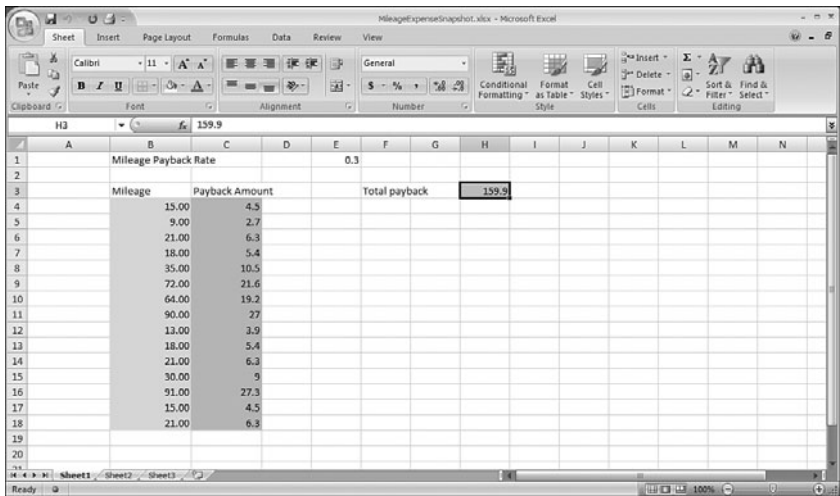 MileageExpenseSnapshot.xlsx - Microsoft Excel
Sheet Insert Page Layout Formulas Data Review View
Calibri 11 A A General Insert Σ
Paste B I U A $ % , Conditional Formatting Format as Table Cell Styles Delete Format Sort & Filter Find & Select
Clipboard Font Alignment Number Style Cells Editing
H3 fx 159.9
A B C D E F G H I J K L M N
1 Mileage Payback Rate 0.3
2
3 Mileage Payback Amount Total payback 159.9
4 15.00 4.5
5 9.00 2.7
6 21.00 6.3
7 18.00 5.4
8 35.00 10.5
9 72.00 21.6
10 64.00 19.2
11 90.00 27
12 13.00 3.9
13 18.00 5.4
14 21.00 6.3
15 30.00 9
16 91.00 27.3
17 15.00 4.5
18 21.00 6.3
19
20
Sheet1 Sheet2 Sheet3
Ready 100%